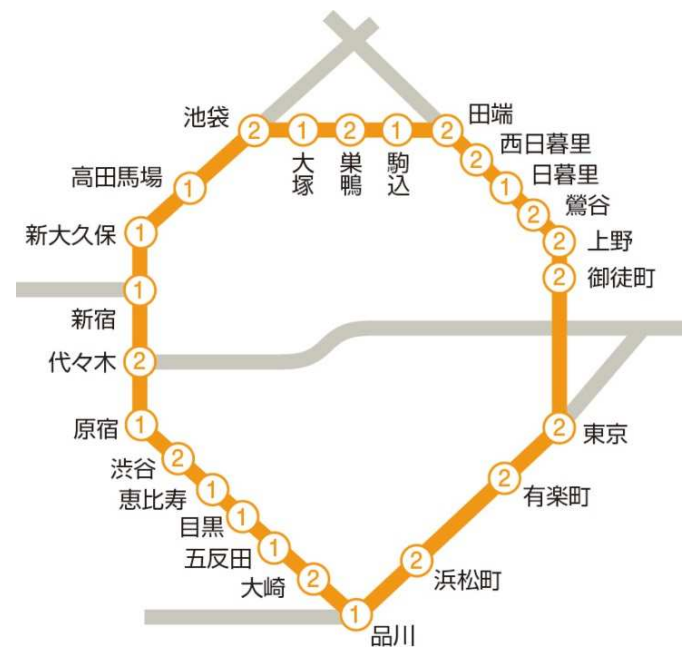 池袋
2
1
2
1
2
田端
大塚
巣鴨
駒込
2
西日暮里
1
日暮里
2
鶯谷
2
上野
2
御徒町
高田馬場
1
新大久保
1
1
新宿
代々木
2
原宿
1
2
東京
渋谷
2
恵比寿
1
2
有楽町
目黒
1
五反田
1
2
浜松町
大崎
2
1
品川